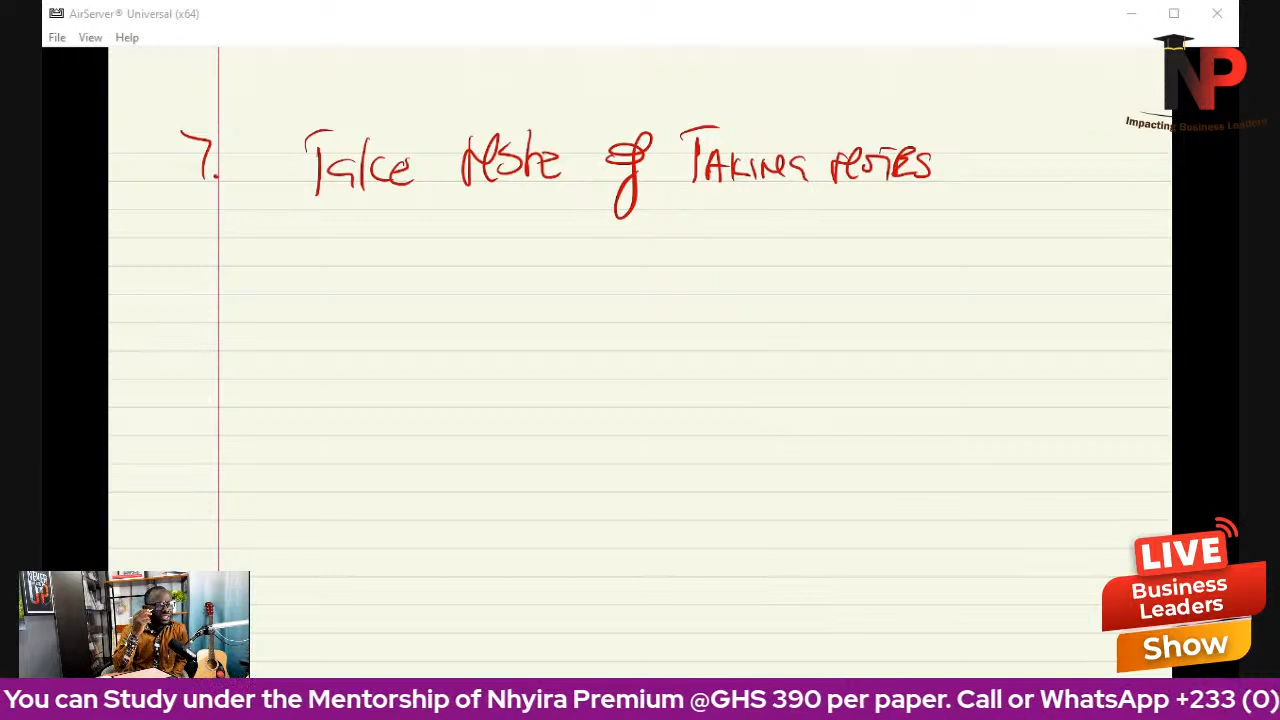 AirServer® Universal (x64)
File View Help
NP
Impacting Business Leaders
7. Take Note of TAKING NOTES
LIVE
Business
Leaders
Show
You can Study under the Mentorship of Nhyira Premium @GHS 390 per paper. Call or WhatsApp +233 (0)